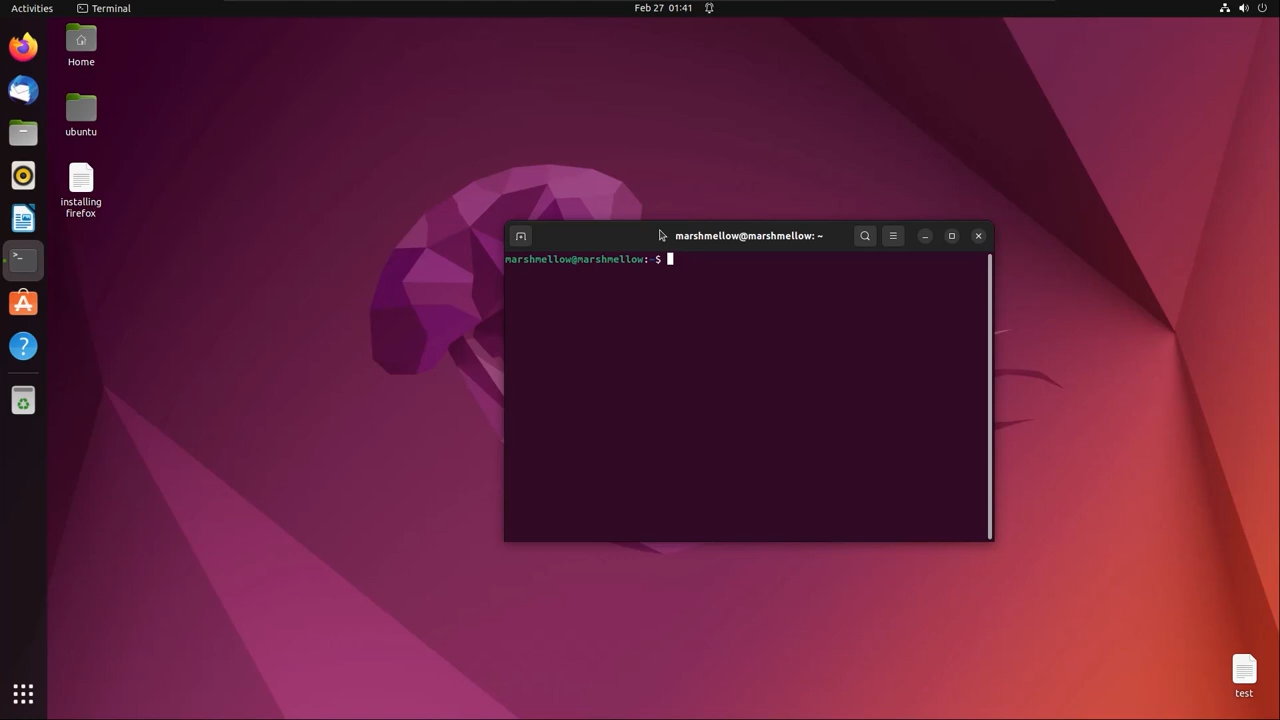 Activities
Terminal
Feb 27 01:41
Home
ubuntu
installing
firefox
marshmellow@marshmellow: ~
marshmellow@marshmellow:~$
>_
?
test